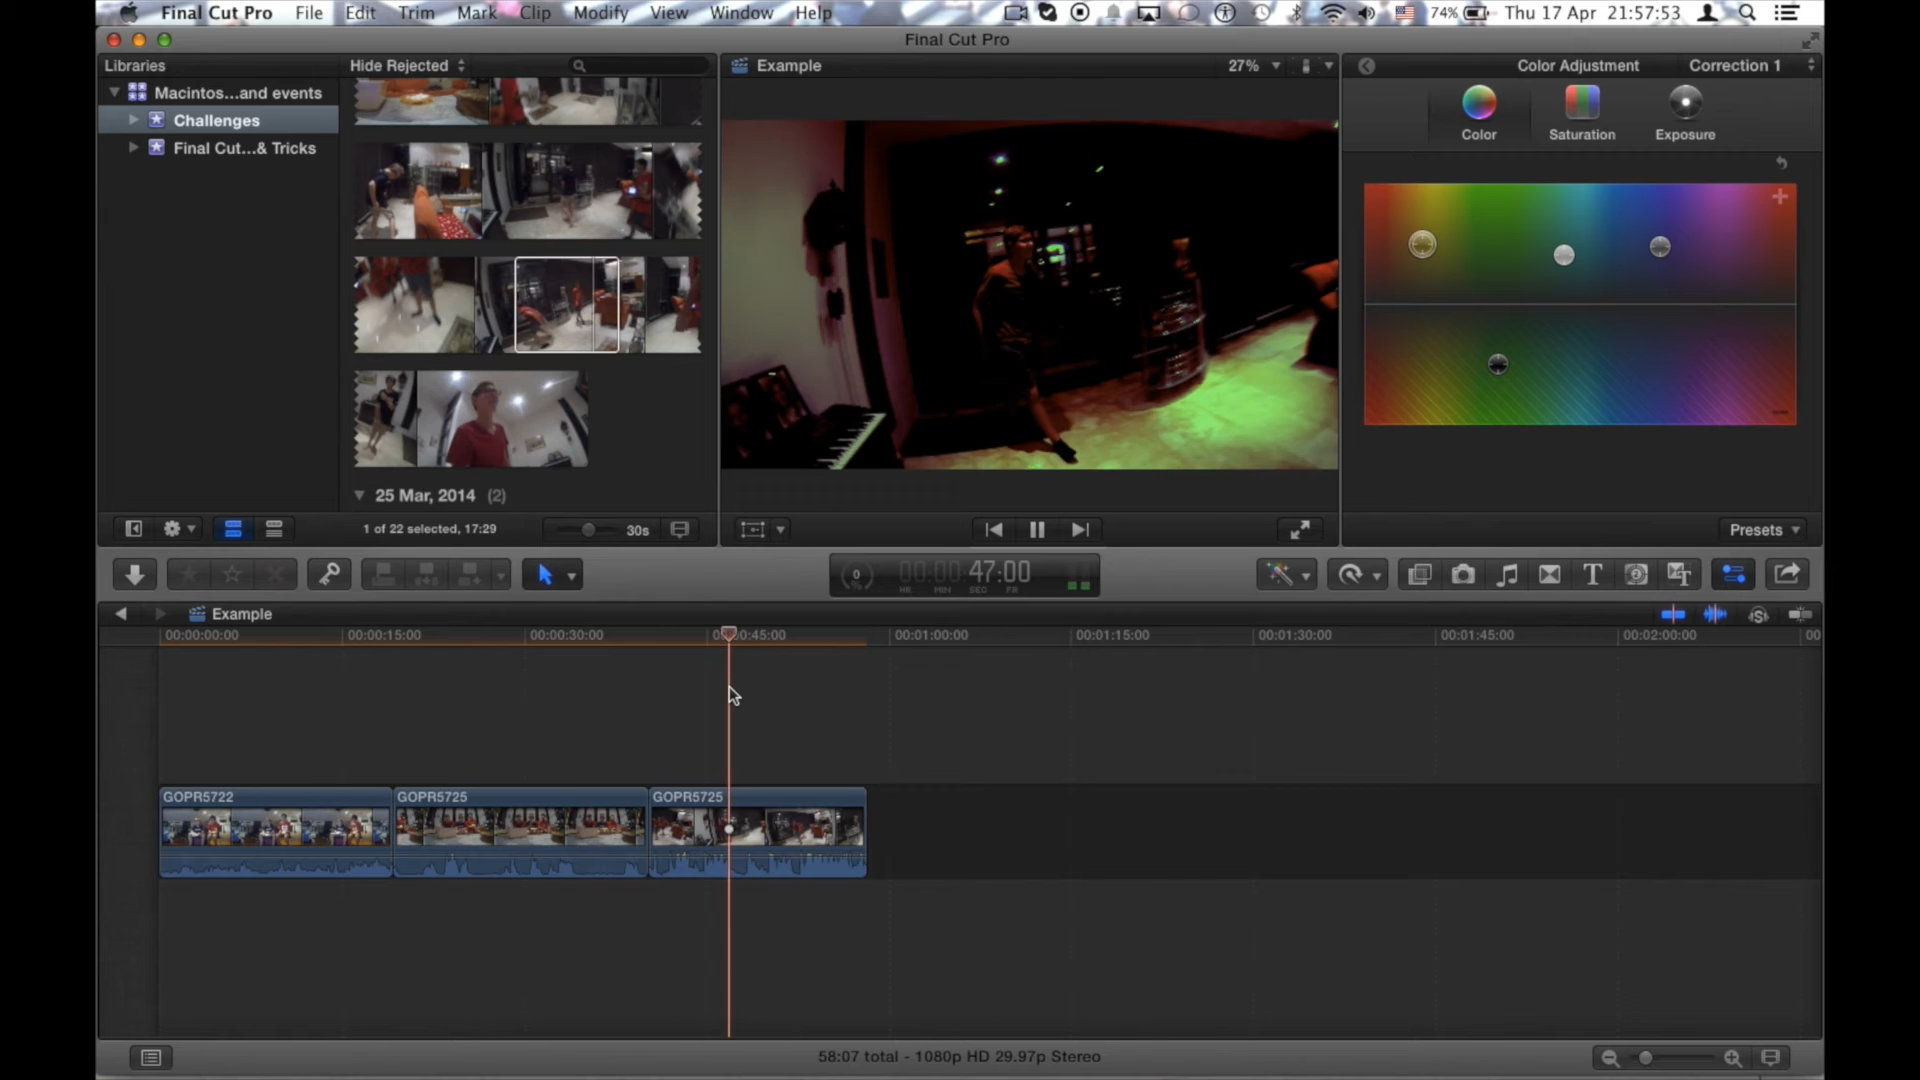 Final Cut Pro File Edit Trim Mark Clip Modify View Window Help 74% Thu 17 Apr 21:57:53
Final Cut Pro
Libraries Hide Rejected Example 27% Color Adjustment Correction 1
Macintos...and events
Challenges
Final Cut...& Tricks
Color Saturation Exposure
25 Mar, 2014 (2)
1 of 22 selected, 17:29 30s Presets
0 00:00:47:00
HR MIN SEC FR
Example
00:00:00:00 00:00:15:00 00:00:30:00 00:00:45:00 00:01:00:00 00:01:15:00 00:01:30:00 00:01:45:00 00:02:00:00 00
GOPR5722 GOPR5725 GOPR5725
58:07 total - 1080p HD 29.97p Stereo